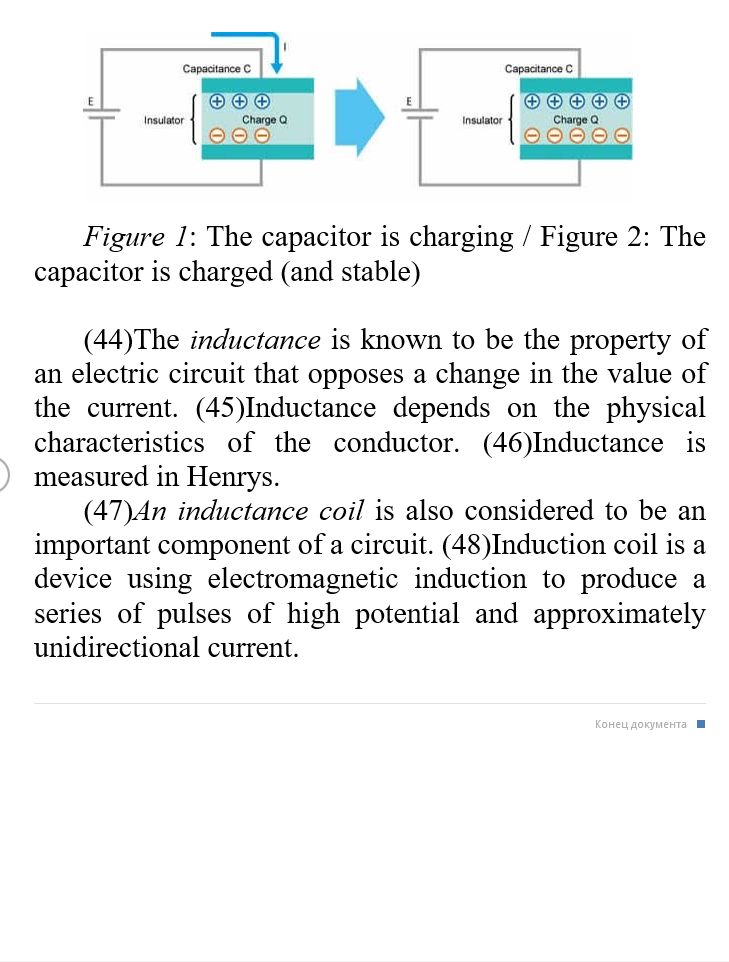 I
Capacitance C
E
Insulator
Charge Q
Capacitance C
E
Insulator
Charge Q
Figure 1: The capacitor is charging / Figure 2: The
capacitor is charged (and stable)
(44)The inductance is known to be the property of
an electric circuit that opposes a change in the value of
the current. (45)Inductance depends on the physical
characteristics of the conductor. (46)Inductance is
measured in Henrys.
(47)An inductance coil is also considered to be an
important component of a circuit. (48)Induction coil is a
device using electromagnetic induction to produce a
series of pulses of high potential and approximately
unidirectional current.
Конец документа